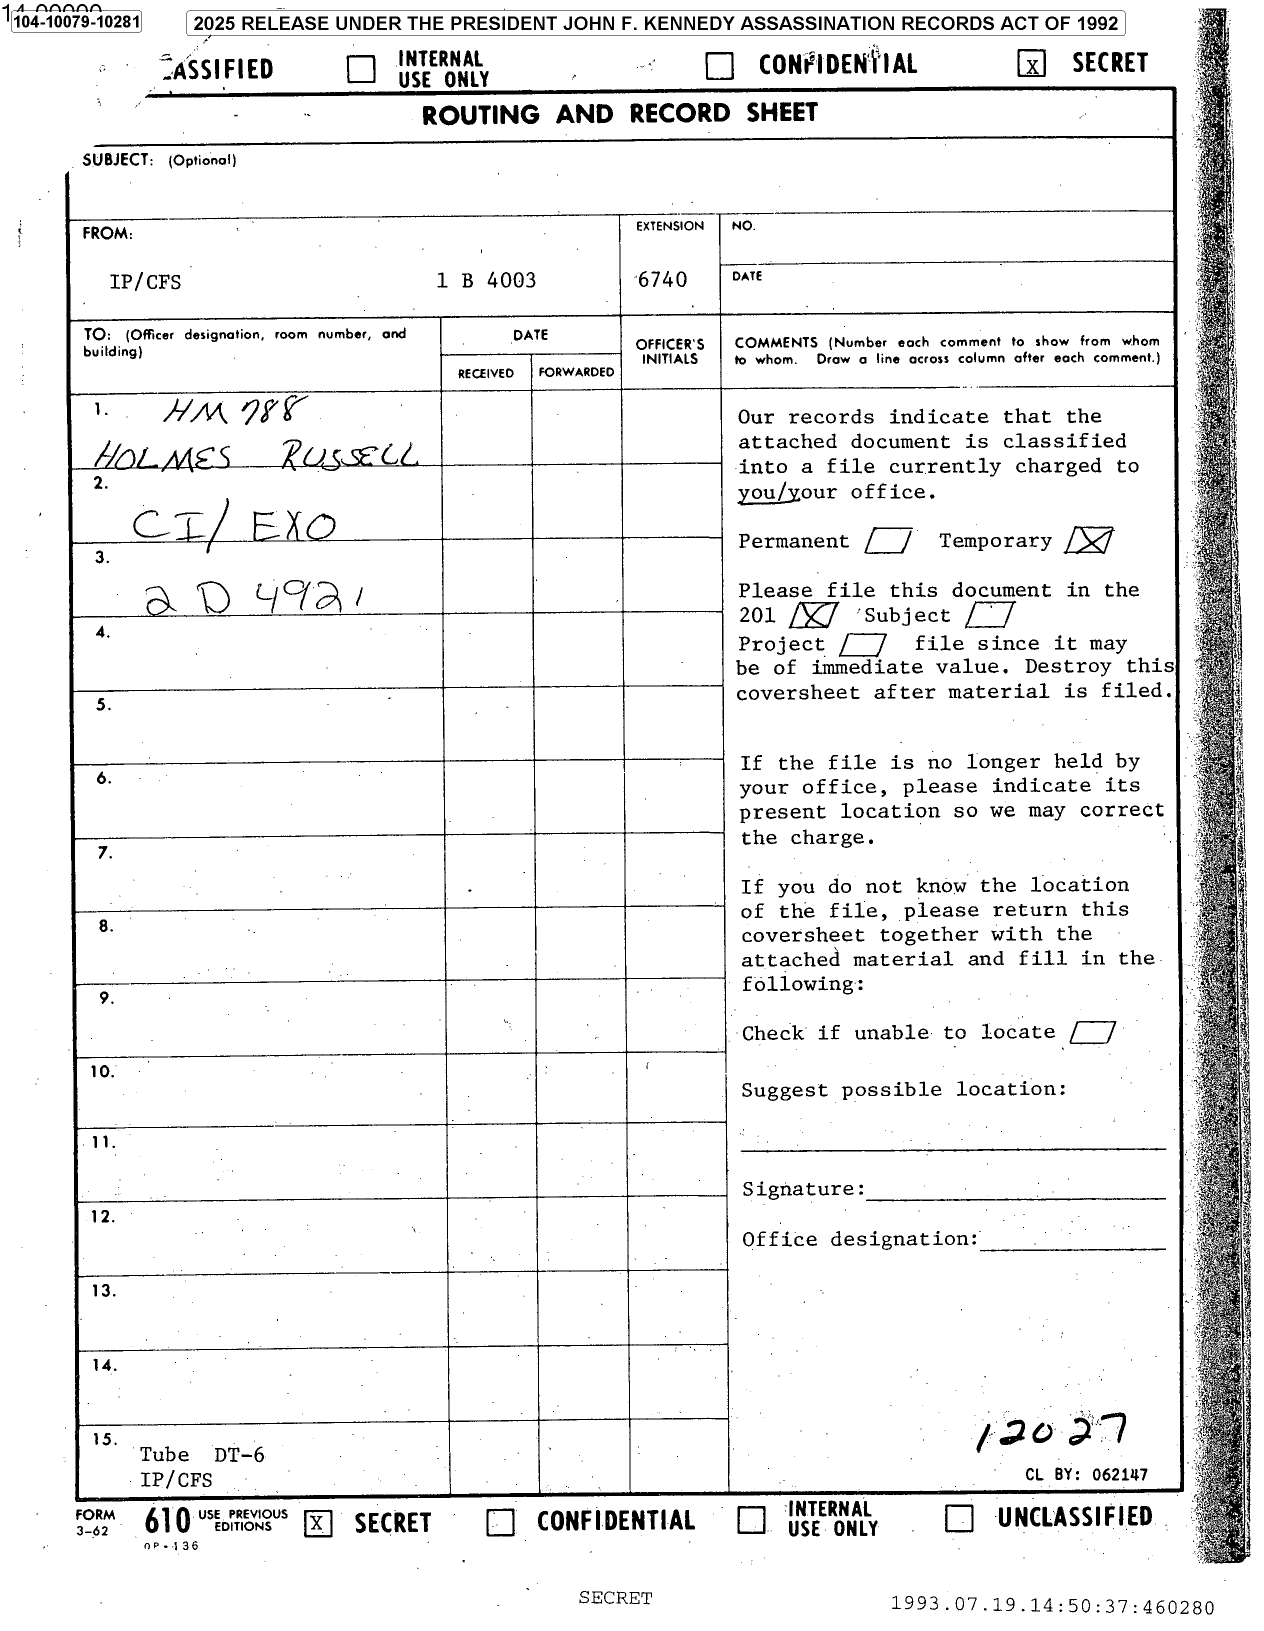 14-00000
104-10079-10281
2025 RELEASE UNDER THE PRESIDENT JOHN F. KENNEDY ASSASSINATION RECORDS ACT OF 1992
ASSIFIED INTERNAL USE ONLY CONFIDENTIAL X SECRET
ROUTING AND RECORD SHEET
SUBJECT: (Optional)
FROM: EXTENSION NO.
IP/CFS 1 B 4003 6740 DATE
TO: (Officer designation, room number, and building) DATE
RECEIVED FORWARDED
OFFICER'S INITIALS
COMMENTS (Number each comment to show from whom
to whom. Draw a line across column after each comment.)
1. HM 788
HOLMES RUSSELL
2.
CI/EXO
3.
2 D 4921
4.
5.
6.
7.
8.
9.
10.
11.
12.
13.
14.
15.
Tube DT-6
IP/CFS
Our records indicate that the
attached document is classified
into a file currently charged to
you/your office.
Permanent Temporary X
Please file this document in the
201 X Subject
Project file since it may
be of immediate value. Destroy this
coversheet after material is filed.
If the file is no longer held by
your office, please indicate its
present location so we may correct
the charge.
If you do not know the location
of the file, please return this
coversheet together with the
attached material and fill in the
following:
Check if unable to locate
Suggest possible location:
Signature:
Office designation:
12027
CL BY: 062147
FORM 3-62 610 USE PREVIOUS EDITIONS X SECRET CONFIDENTIAL INTERNAL USE ONLY UNCLASSIFIED
OP-136
SECRET
1993.07.19.14:50:37:460280